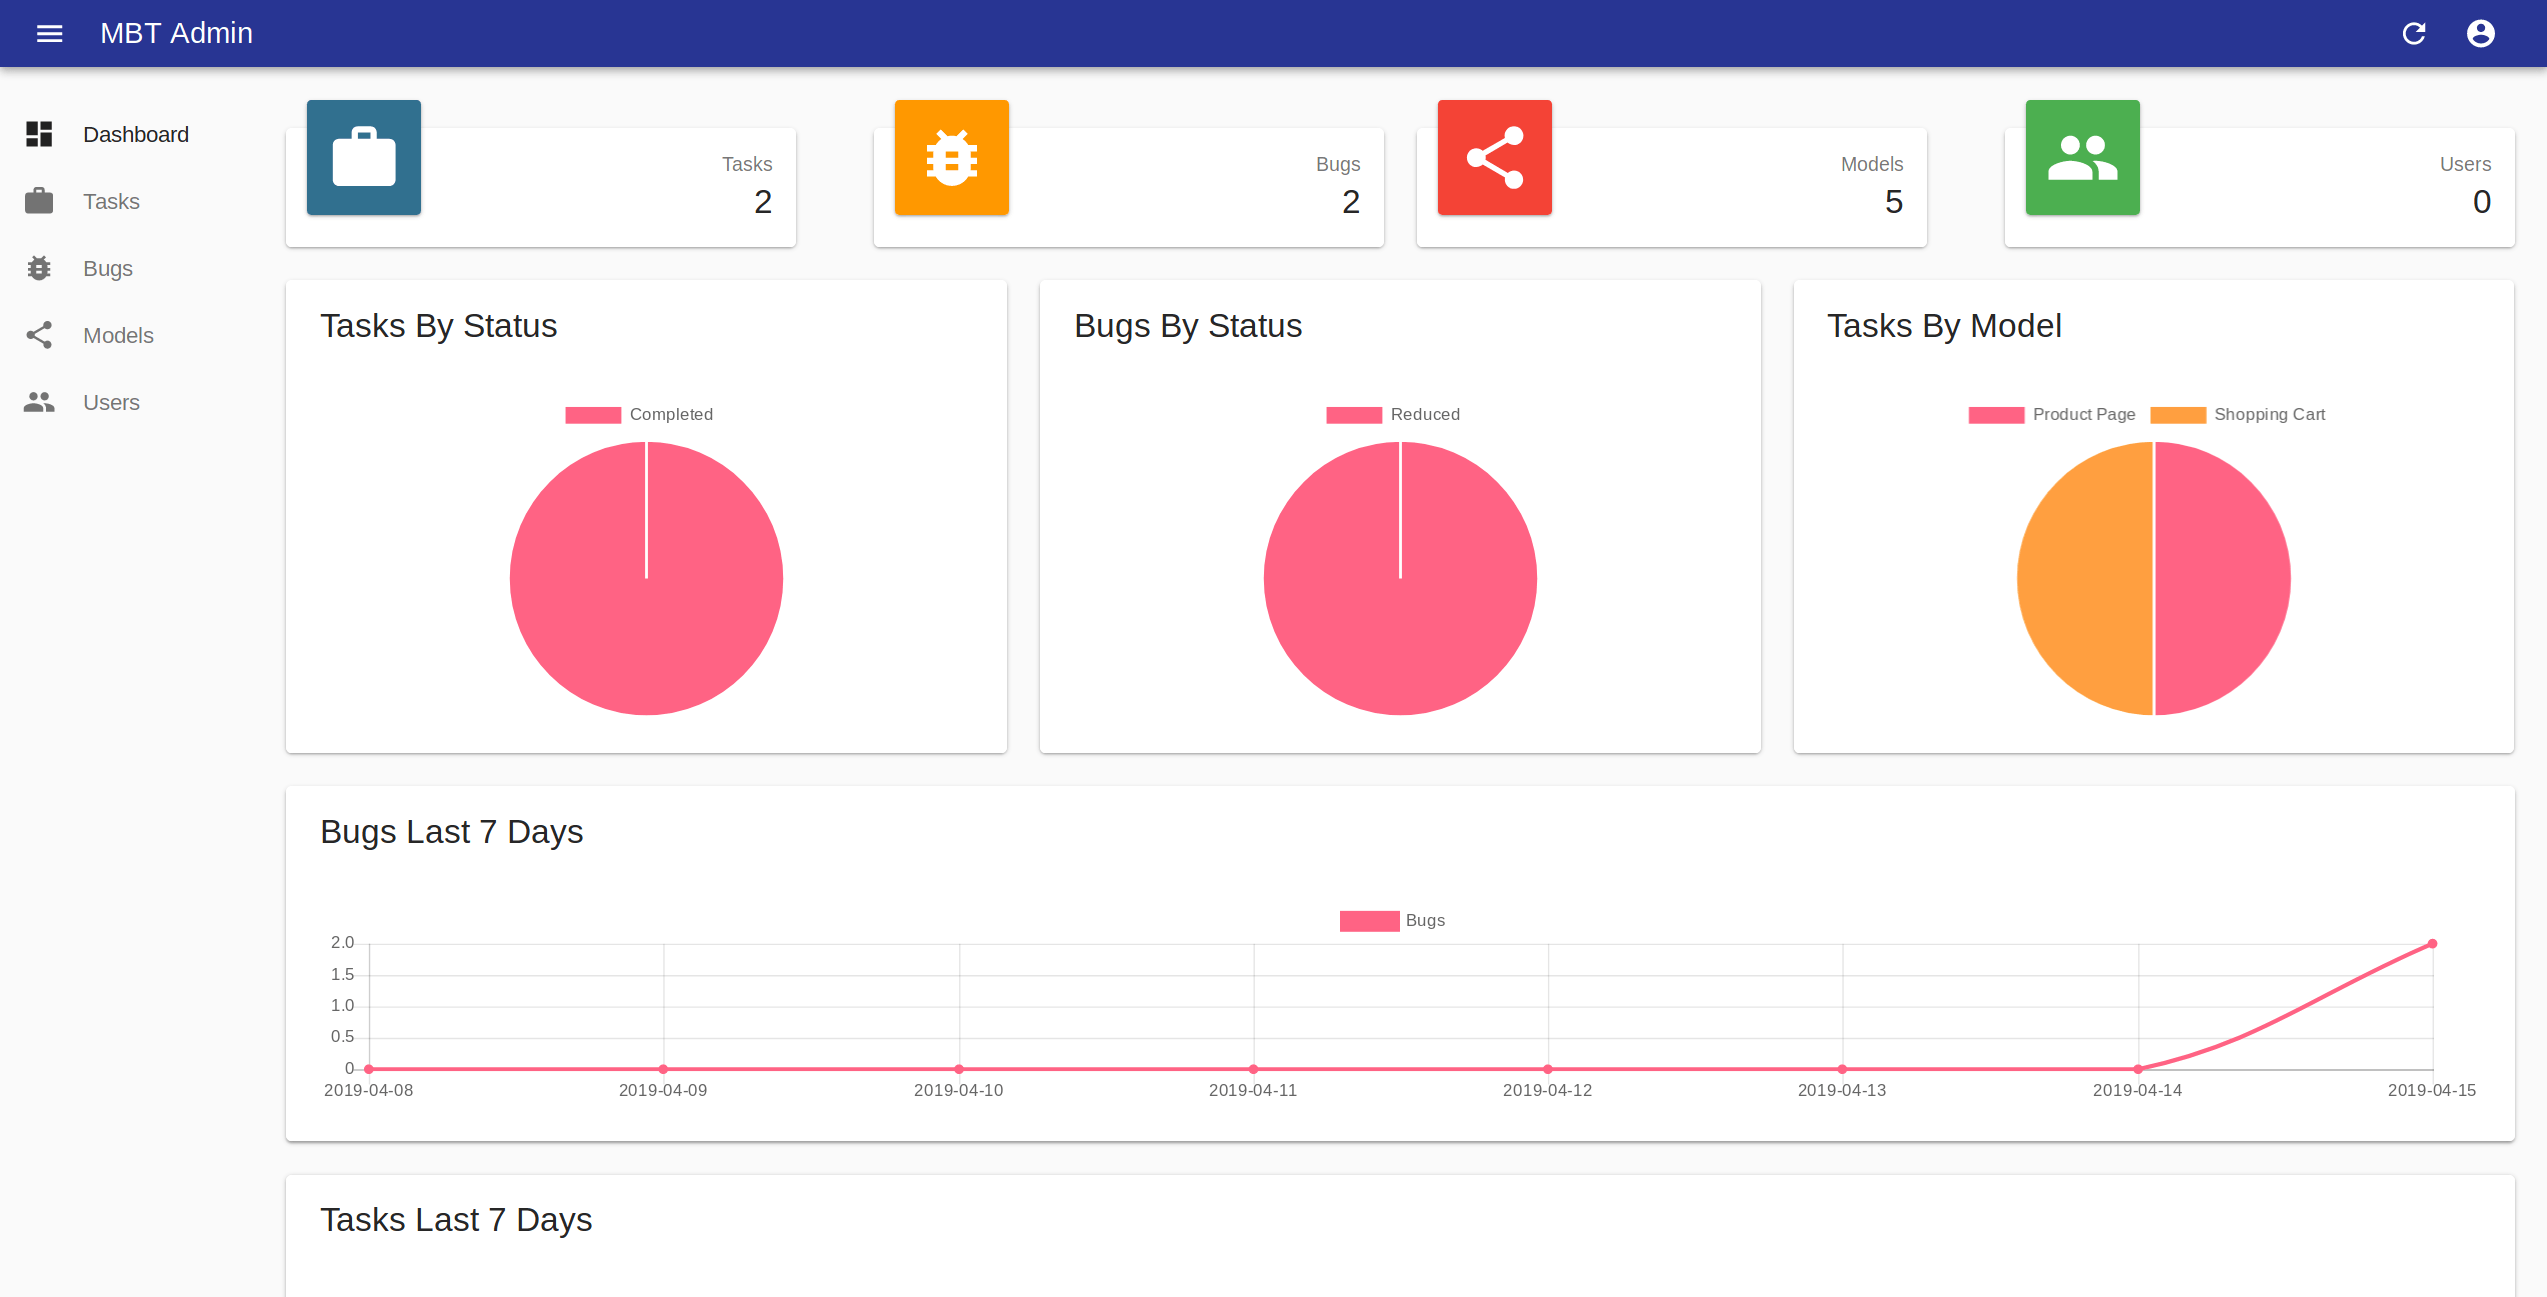 MBT Admin
Dashboard
Tasks
Bugs
Models
Users
Tasks
2
Bugs
2
Models
5
Users
0
Tasks By Status
Completed
Bugs By Status
Reduced
Tasks By Model
Product Page
Shopping Cart
Bugs Last 7 Days
Bugs
2.0
1.5
1.0
0.5
0
2019-04-08 2019-04-09 2019-04-10 2019-04-11 2019-04-12 2019-04-13 2019-04-14 2019-04-15
Tasks Last 7 Days